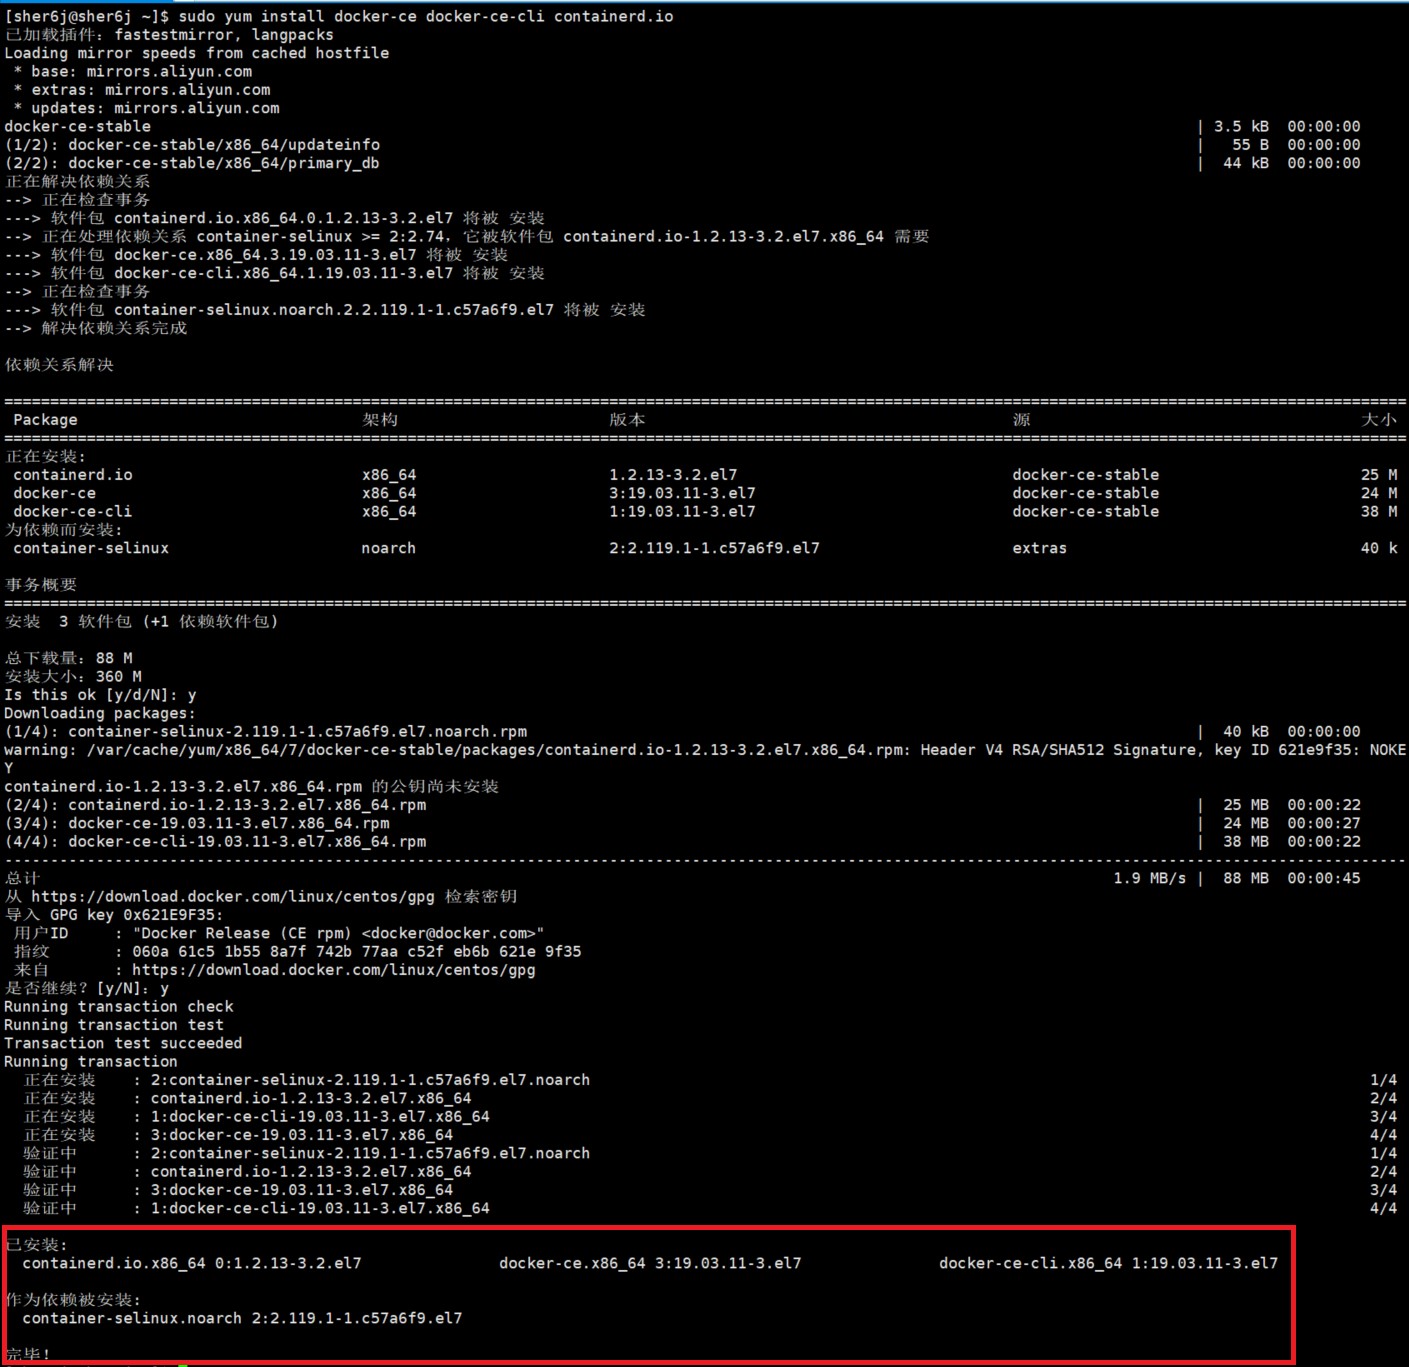 [sher6j@sher6j ~]$ sudo yum install docker-ce docker-ce-cli containerd.io
已加载插件：fastestmirror, langpacks
Loading mirror speeds from cached hostfile
 * base: mirrors.aliyun.com
 * extras: mirrors.aliyun.com
 * updates: mirrors.aliyun.com
docker-ce-stable | 3.5 kB 00:00:00
(1/2): docker-ce-stable/x86_64/updateinfo | 55 B 00:00:00
(2/2): docker-ce-stable/x86_64/primary_db | 44 kB 00:00:00
正在解决依赖关系
--> 正在检查事务
---> 软件包 containerd.io.x86_64.0.1.2.13-3.2.el7 将被 安装
--> 正在处理依赖关系 container-selinux >= 2:2.74，它被软件包 containerd.io-1.2.13-3.2.el7.x86_64 需要
---> 软件包 docker-ce.x86_64.3.19.03.11-3.el7 将被 安装
---> 软件包 docker-ce-cli.x86_64.1.19.03.11-3.el7 将被 安装
--> 正在检查事务
---> 软件包 container-selinux.noarch.2.2.119.1-1.c57a6f9.el7 将被 安装
--> 解决依赖关系完成
依赖关系解决
================================================================================
Package 架构 版本 源 大小
================================================================================
正在安装:
containerd.io x86_64 1.2.13-3.2.el7 docker-ce-stable 25 M
docker-ce x86_64 3:19.03.11-3.el7 docker-ce-stable 24 M
docker-ce-cli x86_64 1:19.03.11-3.el7 docker-ce-stable 38 M
为依赖而安装:
container-selinux noarch 2:2.119.1-1.c57a6f9.el7 extras 40 k
事务概要
================================================================================
安装 3 软件包 (+1 依赖软件包)
总下载量：88 M
安装大小：360 M
Is this ok [y/d/N]: y
Downloading packages:
(1/4): container-selinux-2.119.1-1.c57a6f9.el7.noarch.rpm | 40 kB 00:00:00
warning: /var/cache/yum/x86_64/7/docker-ce-stable/packages/containerd.io-1.2.13-3.2.el7.x86_64.rpm: Header V4 RSA/SHA512 Signature, key ID 621e9f35: NOKE
Y
containerd.io-1.2.13-3.2.el7.x86_64.rpm 的公钥尚未安装
(2/4): containerd.io-1.2.13-3.2.el7.x86_64.rpm | 25 MB 00:00:22
(3/4): docker-ce-19.03.11-3.el7.x86_64.rpm | 24 MB 00:00:27
(4/4): docker-ce-cli-19.03.11-3.el7.x86_64.rpm | 38 MB 00:00:22
--------------------------------------------------------------------------------
总计 1.9 MB/s | 88 MB 00:00:45
从 https://download.docker.com/linux/centos/gpg 检索密钥
导入 GPG key 0x621E9F35:
用户ID : "Docker Release (CE rpm) <docker@docker.com>"
指纹 : 060a 61c5 1b55 8a7f 742b 77aa c52f eb6b 621e 9f35
来自 : https://download.docker.com/linux/centos/gpg
是否继续？[y/N]：y
Running transaction check
Running transaction test
Transaction test succeeded
Running transaction
正在安装 : 2:container-selinux-2.119.1-1.c57a6f9.el7.noarch 1/4
正在安装 : containerd.io-1.2.13-3.2.el7.x86_64 2/4
正在安装 : 1:docker-ce-cli-19.03.11-3.el7.x86_64 3/4
正在安装 : 3:docker-ce-19.03.11-3.el7.x86_64 4/4
验证中 : 2:container-selinux-2.119.1-1.c57a6f9.el7.noarch 1/4
验证中 : containerd.io-1.2.13-3.2.el7.x86_64 2/4
验证中 : 3:docker-ce-19.03.11-3.el7.x86_64 3/4
验证中 : 1:docker-ce-cli-19.03.11-3.el7.x86_64 4/4
已安装:
containerd.io.x86_64 0:1.2.13-3.2.el7 docker-ce.x86_64 3:19.03.11-3.el7 docker-ce-cli.x86_64 1:19.03.11-3.el7
作为依赖被安装:
container-selinux.noarch 2:2.119.1-1.c57a6f9.el7
完毕！